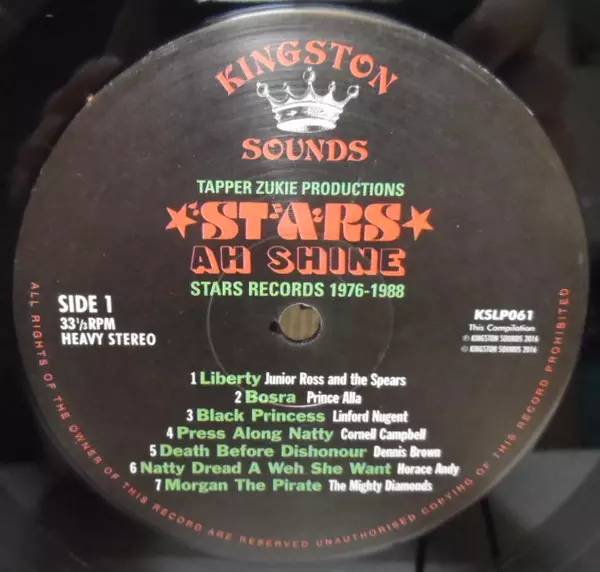 KINGSTON
SOUNDS
TAPPER ZUKIE PRODUCTIONS
STARS
AH SHINE
STARS RECORDS 1976-1988
SIDE 1
33⅓RPM
HEAVY STEREO
KSLP061
This Compilation
℗ KINGSTON SOUNDS 2016
© KINGSTON SOUNDS 2016
1 Liberty Junior Ross and the Spears
2 Bosra Prince Alla
3 Black Princess Linford Nugent
4 Press Along Natty Cornell Campbell
5 Death Before Dishonour Dennis Brown
6 Natty Dread A Weh She Want Horace Andy
7 Morgan The Pirate The Mighty Diamonds
ALL RIGHTS OF THE OWNER OF THIS RECORD ARE RESERVED UNAUTHORISED COPYING OF THIS RECORD PROHIBITED